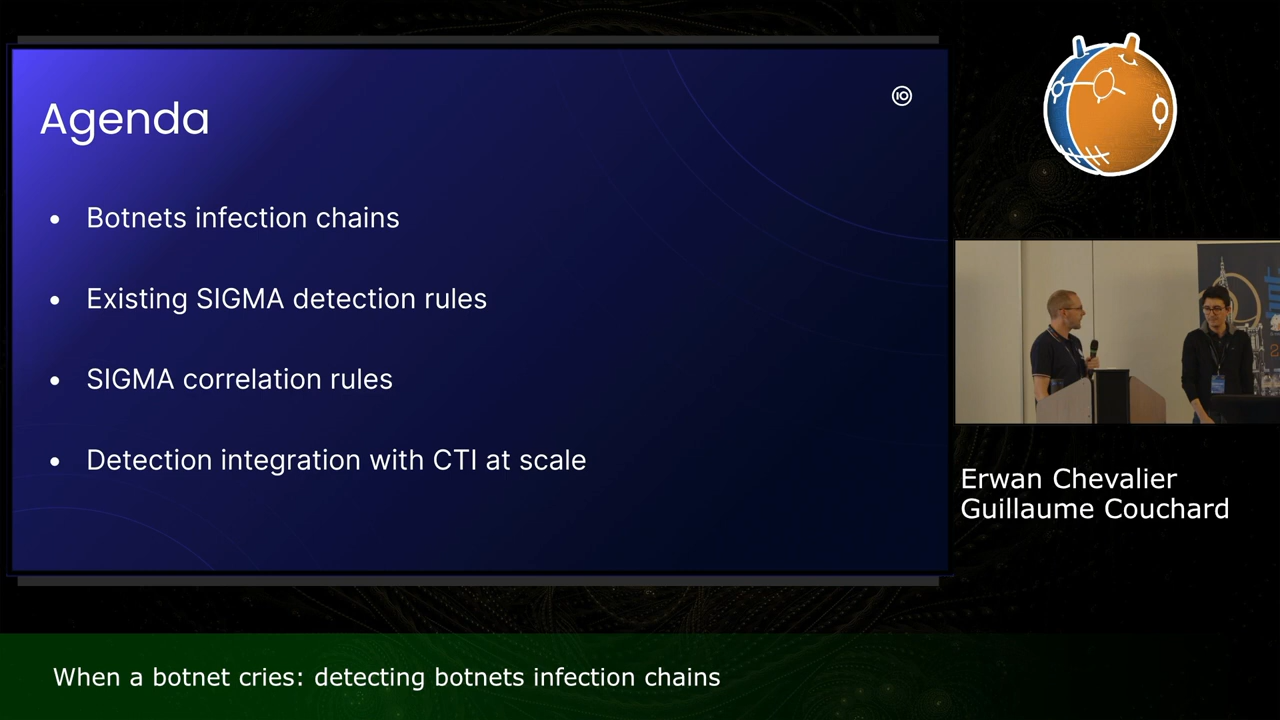 Agenda
• Botnets infection chains
• Existing SIGMA detection rules
• SIGMA correlation rules
• Detection integration with CTI at scale
Erwan Chevalier
Guillaume Couchard
When a botnet cries: detecting botnets infection chains